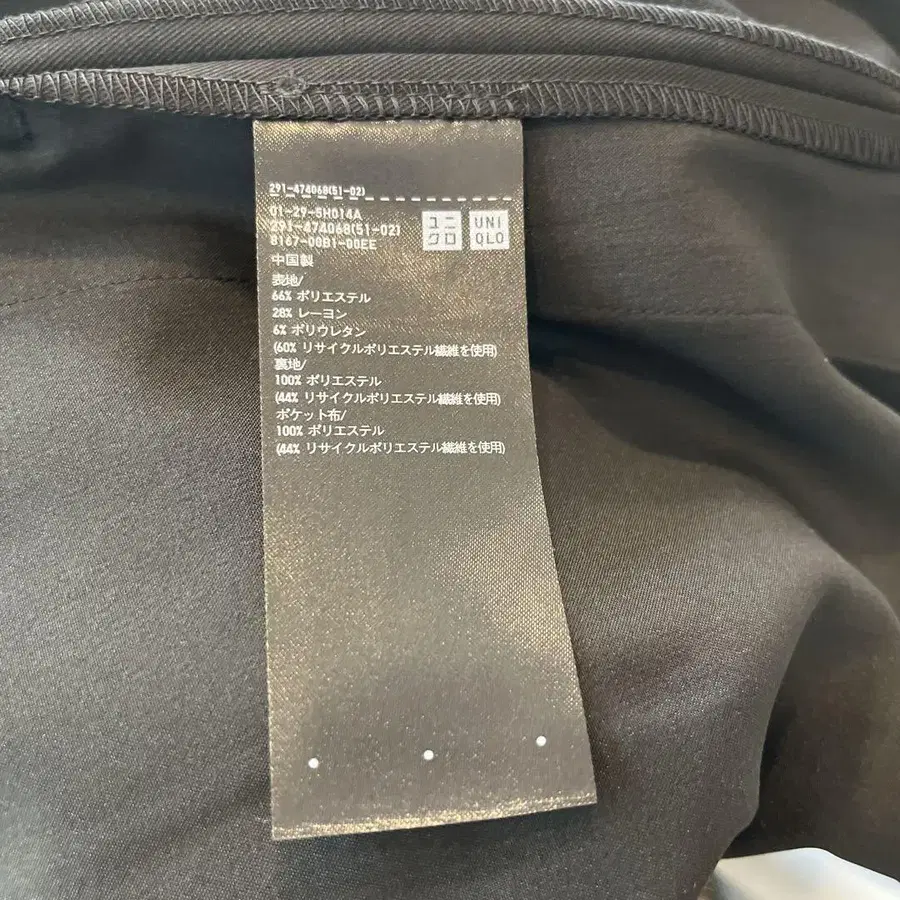 291-474068(51-02)
01-29-5H014A
291-474068(51-02)
8167-00B1-00EE
ユニ
クロ
UNI
QLO
中国製
表地/
66% ポリエステル
28% レーヨン
6% ポリウレタン
(60% リサイクルポリエステル繊維を使用)
裏地/
100% ポリエステル
(44% リサイクルポリエステル繊維を使用)
ポケット布/
100% ポリエステル
(44% リサイクルポリエステル繊維を使用)